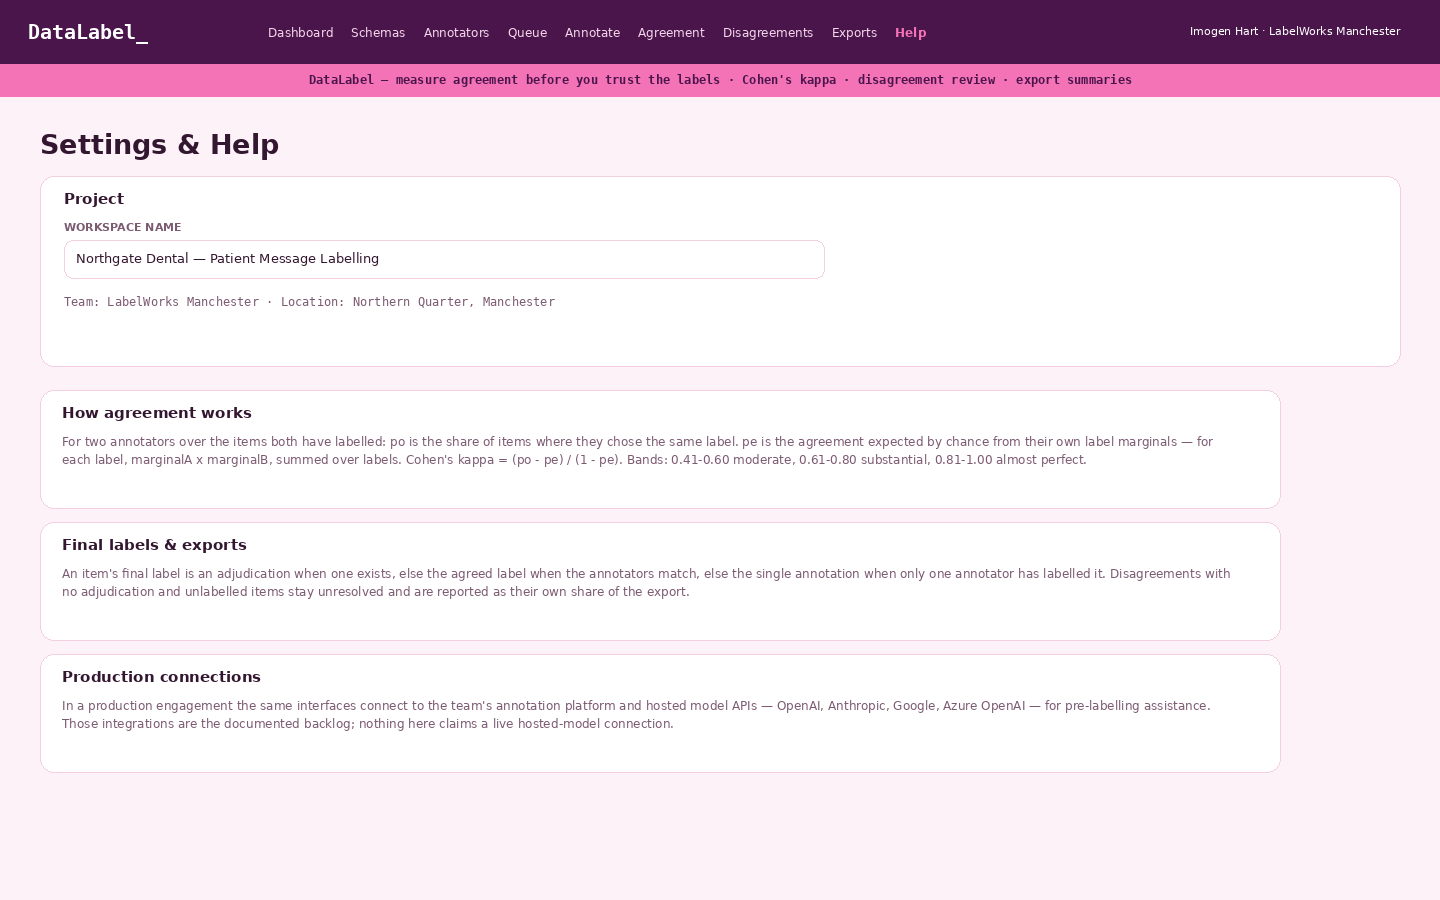 DataLabel_
Dashboard Schemas Annotators Queue Annotate Agreement Disagreements Exports Help
Imogen Hart · LabelWorks Manchester
DataLabel — measure agreement before you trust the labels · Cohen's kappa · disagreement review · export summaries
Settings & Help
Project
WORKSPACE NAME
Northgate Dental — Patient Message Labelling
Team: LabelWorks Manchester · Location: Northern Quarter, Manchester
How agreement works
For two annotators over the items both have labelled: po is the share of items where they chose the same label. pe is the agreement expected by chance from their own label marginals — for
each label, marginalA x marginalB, summed over labels. Cohen's kappa = (po - pe) / (1 - pe). Bands: 0.41-0.60 moderate, 0.61-0.80 substantial, 0.81-1.00 almost perfect.
Final labels & exports
An item's final label is an adjudication when one exists, else the agreed label when the annotators match, else the single annotation when only one annotator has labelled it. Disagreements with
no adjudication and unlabelled items stay unresolved and are reported as their own share of the export.
Production connections
In a production engagement the same interfaces connect to the team's annotation platform and hosted model APIs — OpenAI, Anthropic, Google, Azure OpenAI — for pre-labelling assistance.
Those integrations are the documented backlog; nothing here claims a live hosted-model connection.